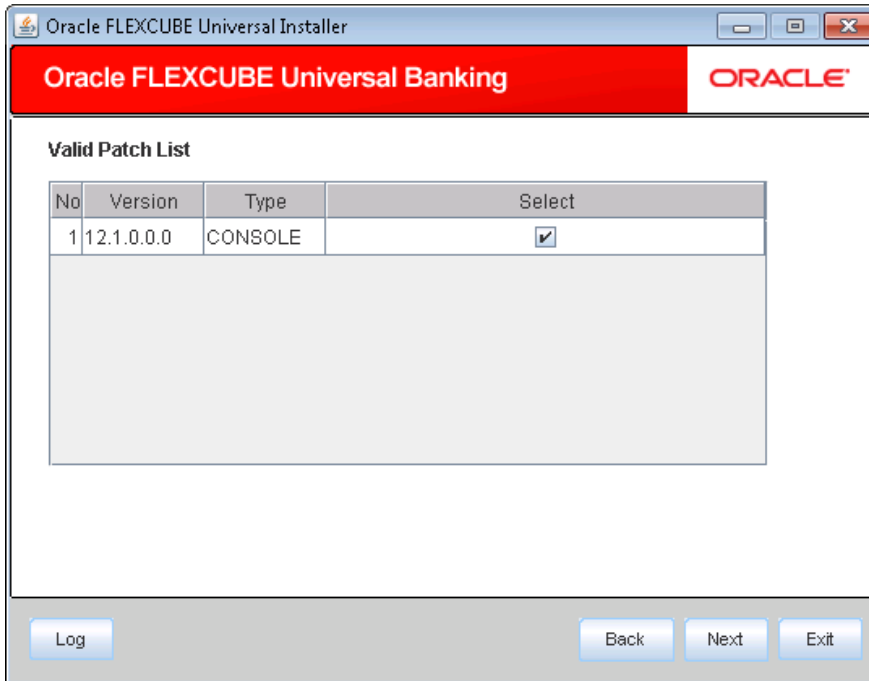 Oracle FLEXCUBE Universal Installer
Oracle FLEXCUBE Universal Banking
ORACLE
Valid Patch List
No Version Type Select
1 12.1.0.0.0 CONSOLE
Log Back Next Exit